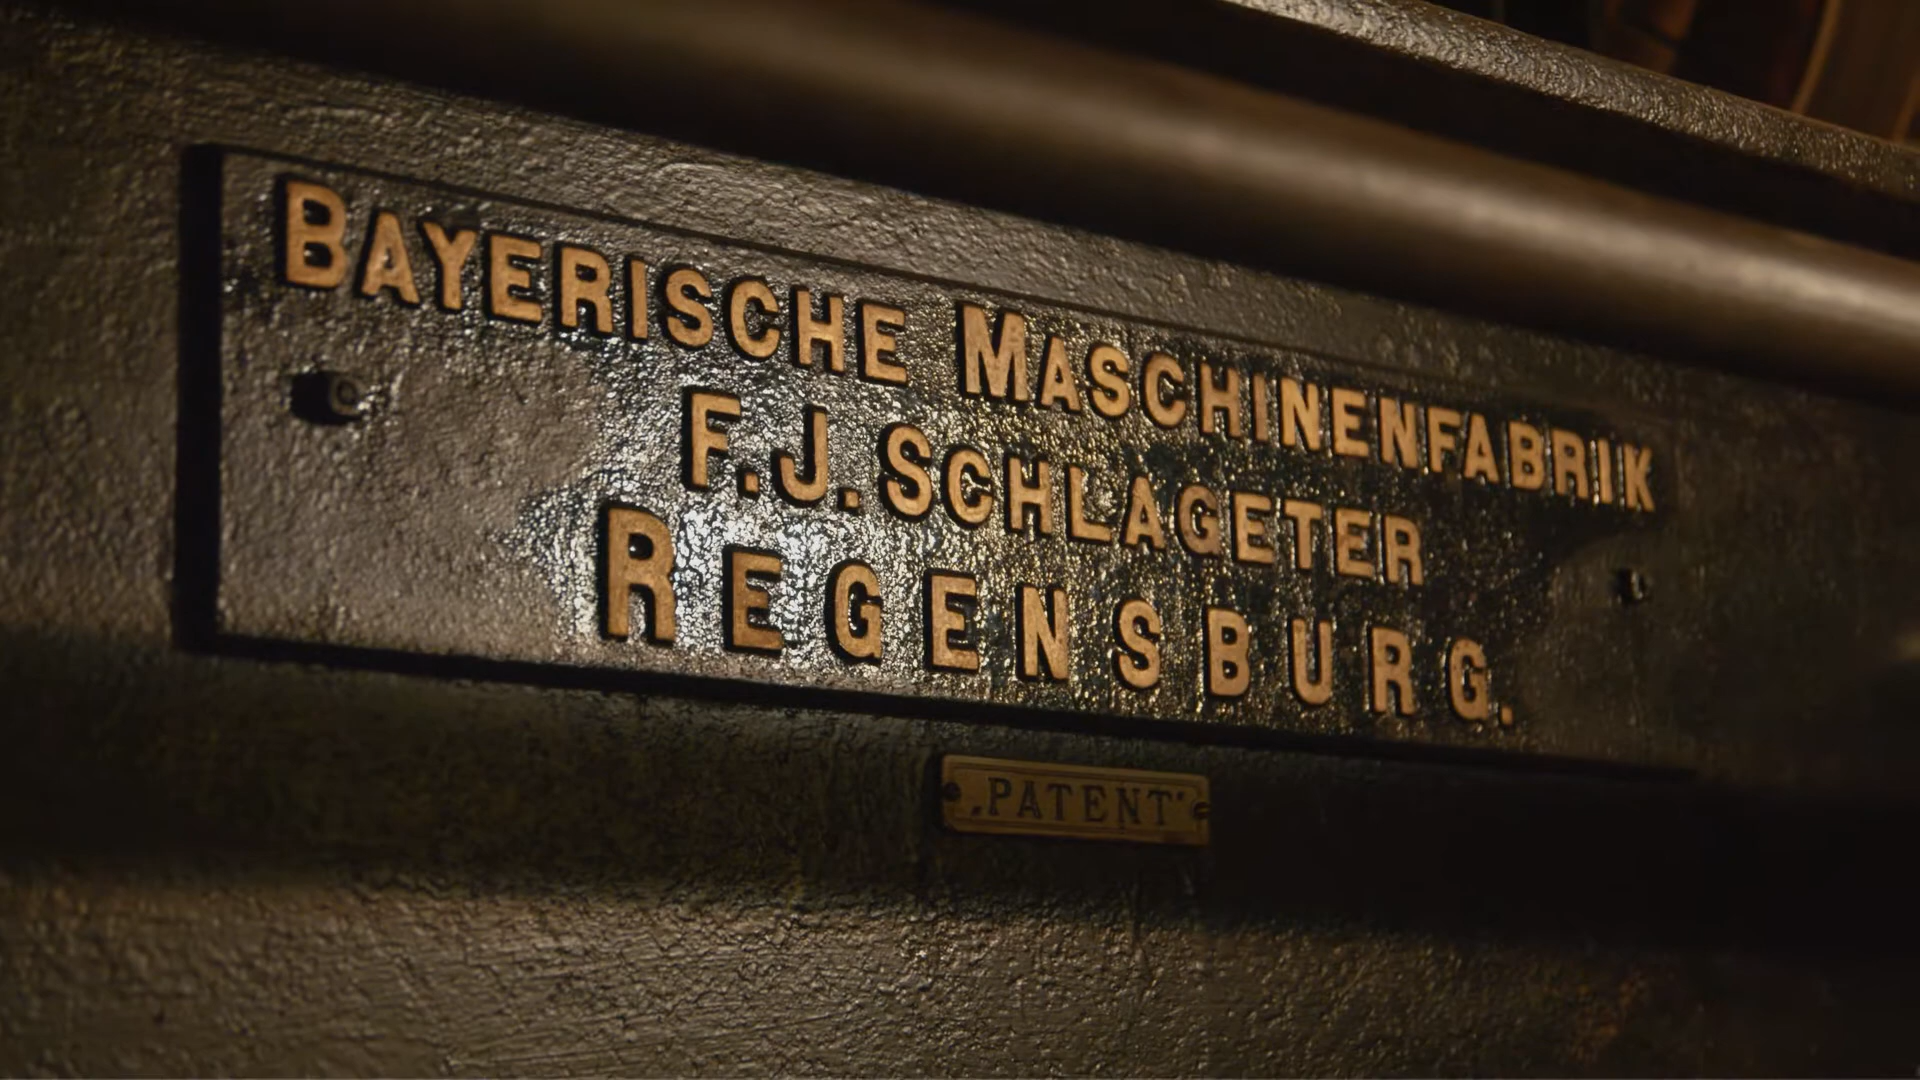 BAYERISCHE MASCHINENFABRIK
F.J. SCHLAGETER
REGENSBURG.
„PATENT“